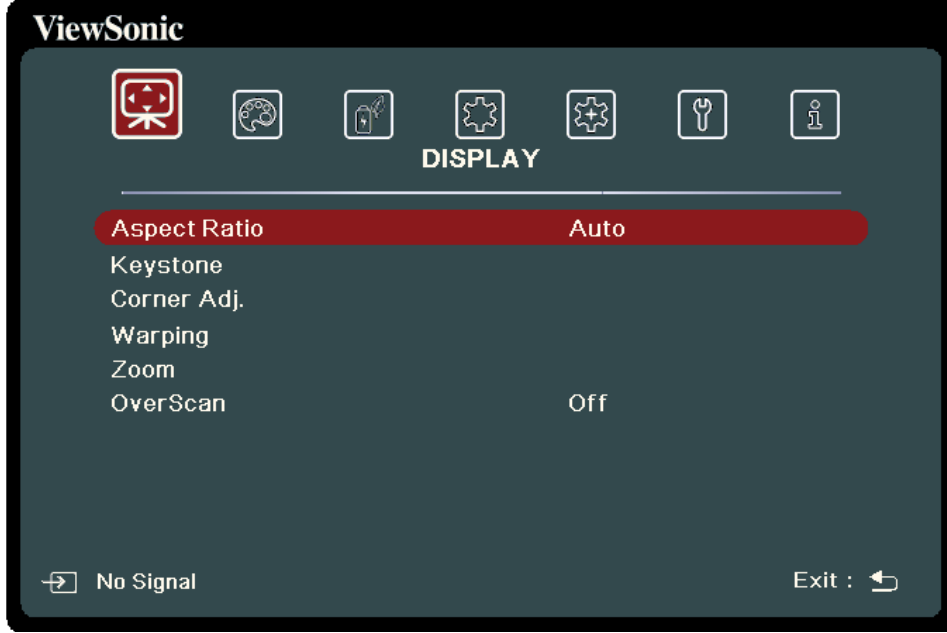 ViewSonic
DISPLAY
Aspect Ratio Auto
Keystone
Corner Adj.
Warping
Zoom
OverScan Off
No Signal Exit :